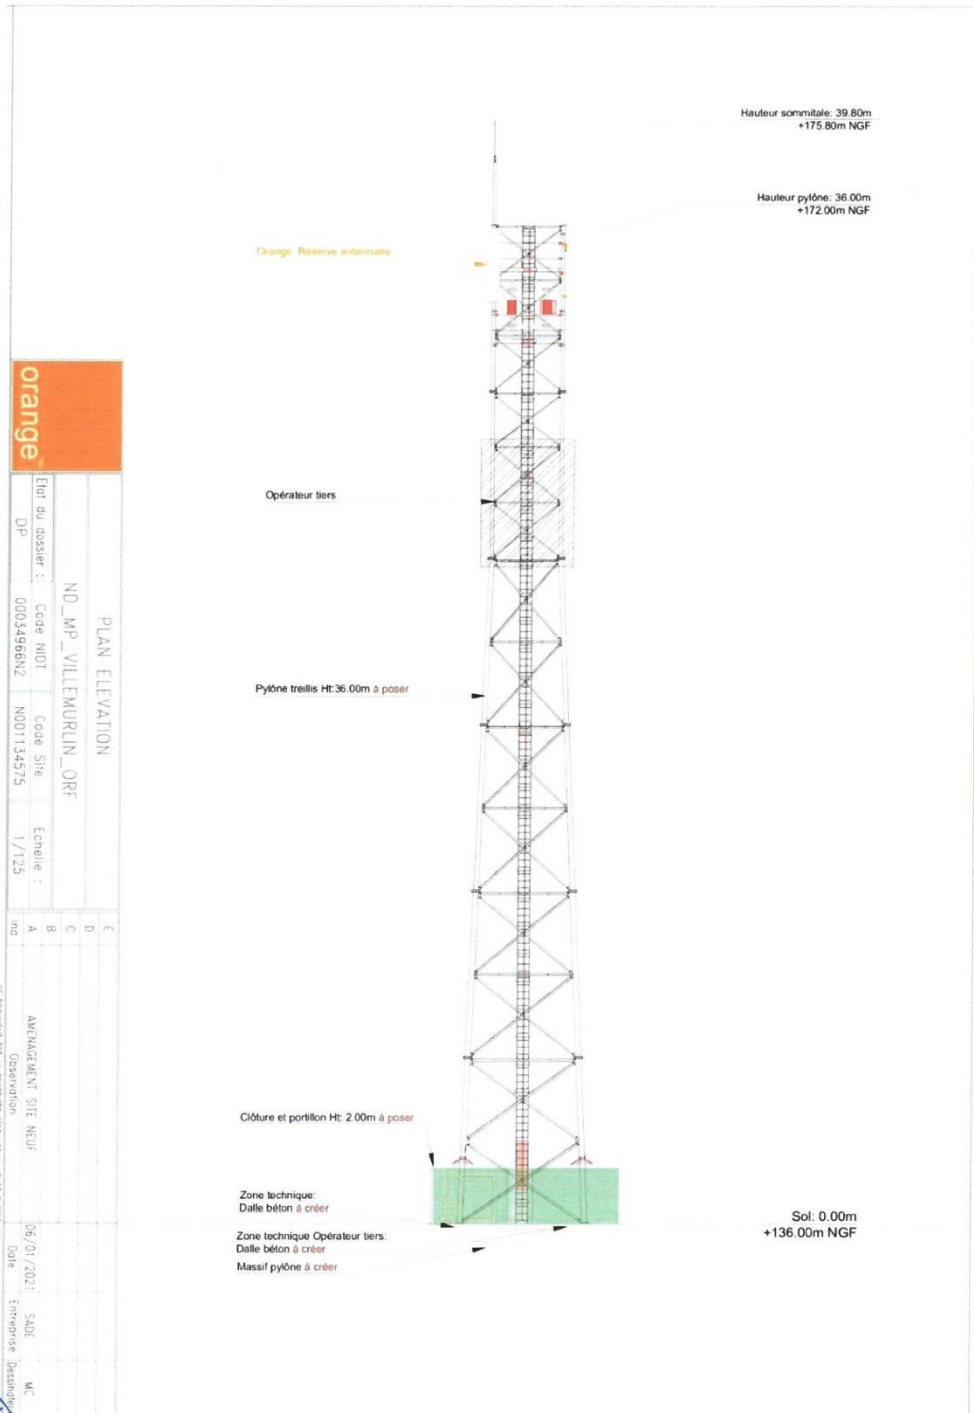 Hauteur sommitale: 39.80m
+175.80m NGF
Hauteur pylône: 36.00m
+172.00m NGF
Orange Réserve antennaire
Opérateur tiers
Pylône treillis Ht:36.00m à poser
Clôture et portillon Ht: 2.00m à poser
Zone technique:
Dalle béton à créer
Zone technique Opérateur tiers:
Dalle béton à créer
Massif pylône à créer
Sol: 0.00m
+136.00m NGF
orange
PLAN ELEVATION
ND_MP_VILLEMURLIN_ORF
Etat du dossier :
Code NIDT
Code Site
Echelle :
DP
00034966N2
N001134575
1/125
E
D
C
B
A
AMENAGEMENT SITE NEUF
06/01/2021
SADE
MC
Ind
Observation
Date
Entreprise